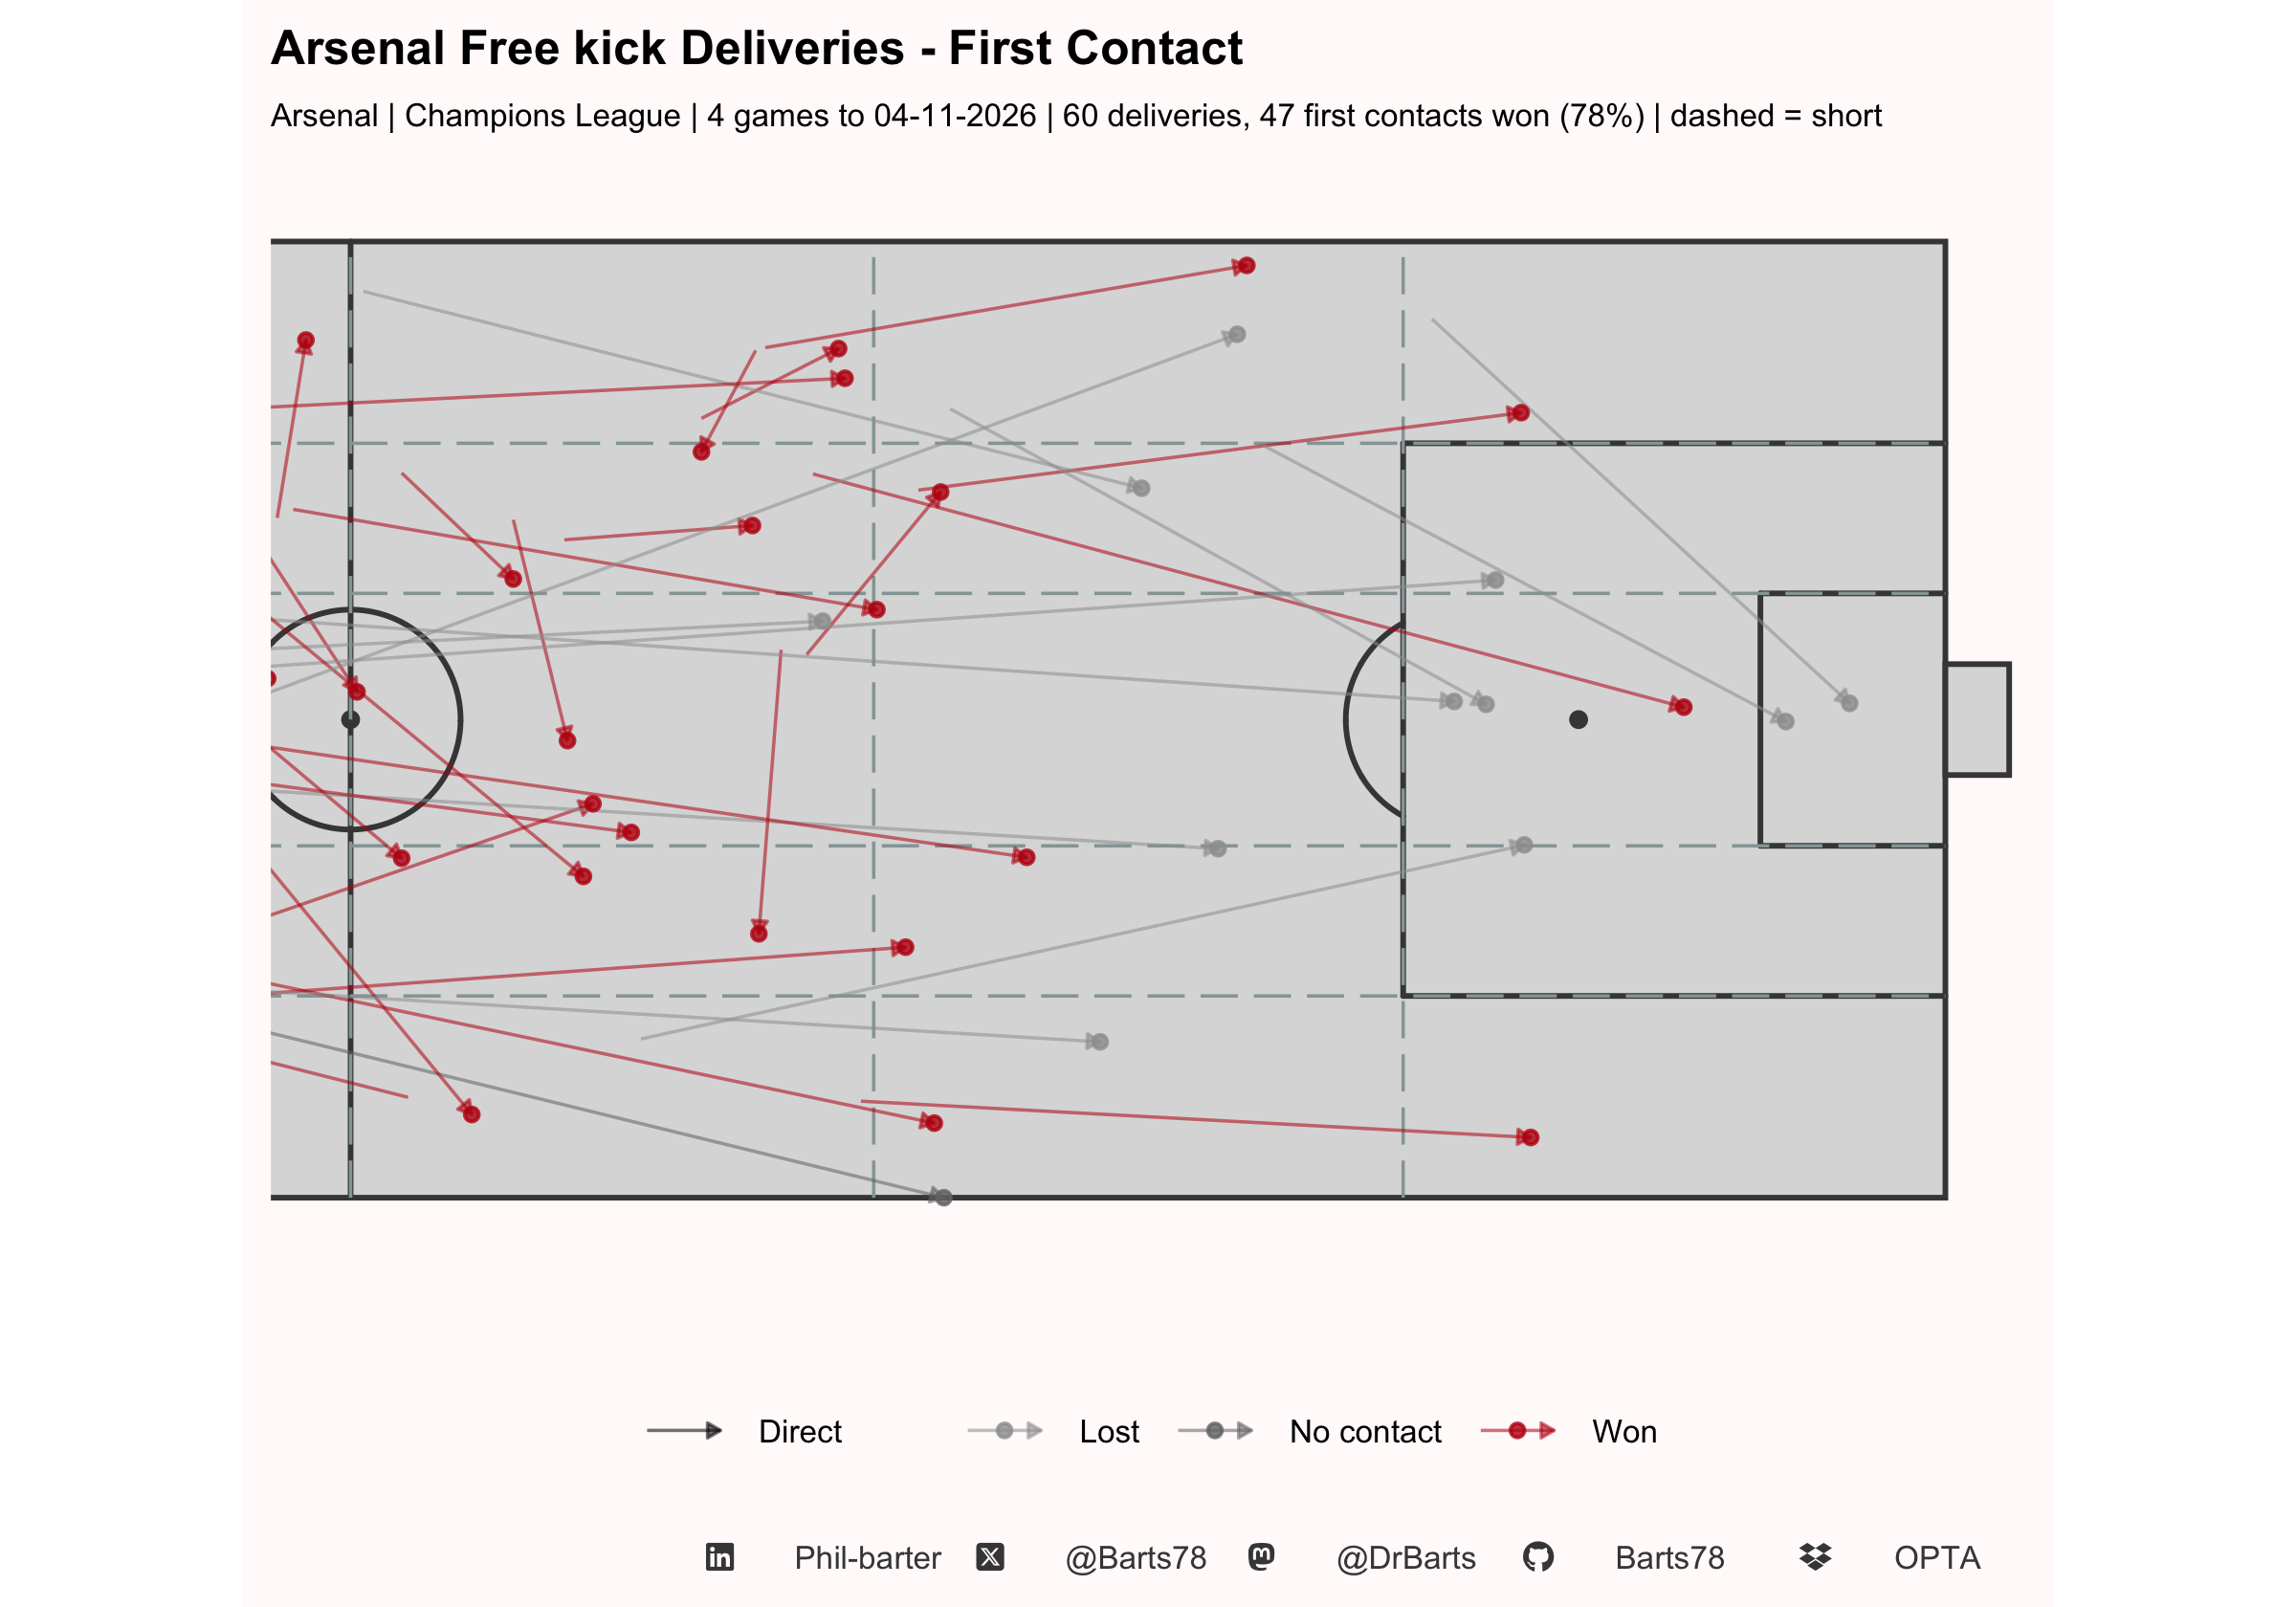 Arsenal Free kick Deliveries - First Contact
Arsenal | Champions League | 4 games to 04-11-2026 | 60 deliveries, 47 first contacts won (78%) | dashed = short
Direct Lost No contact Won
Phil-barter @Barts78 @DrBarts Barts78 OPTA